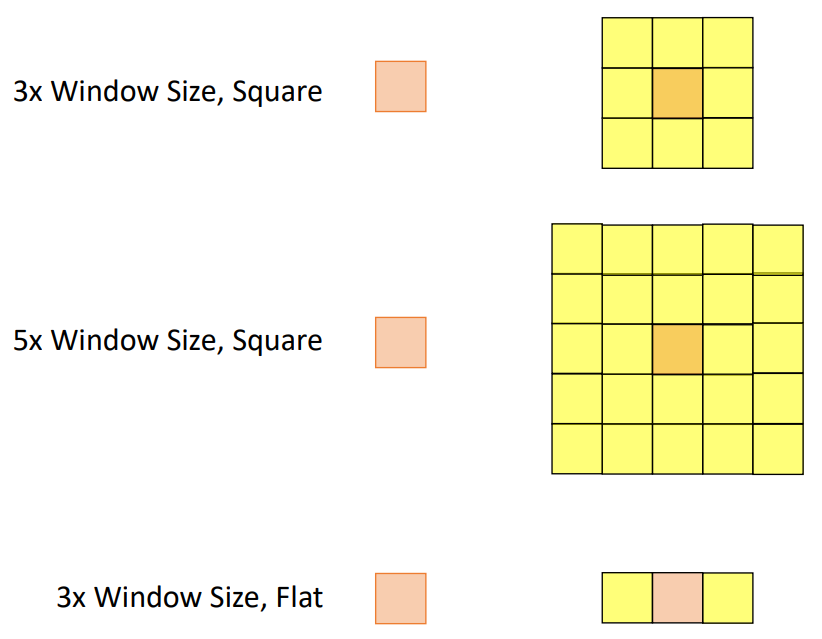 3x Window Size, Square
5x Window Size, Square
3x Window Size, Flat